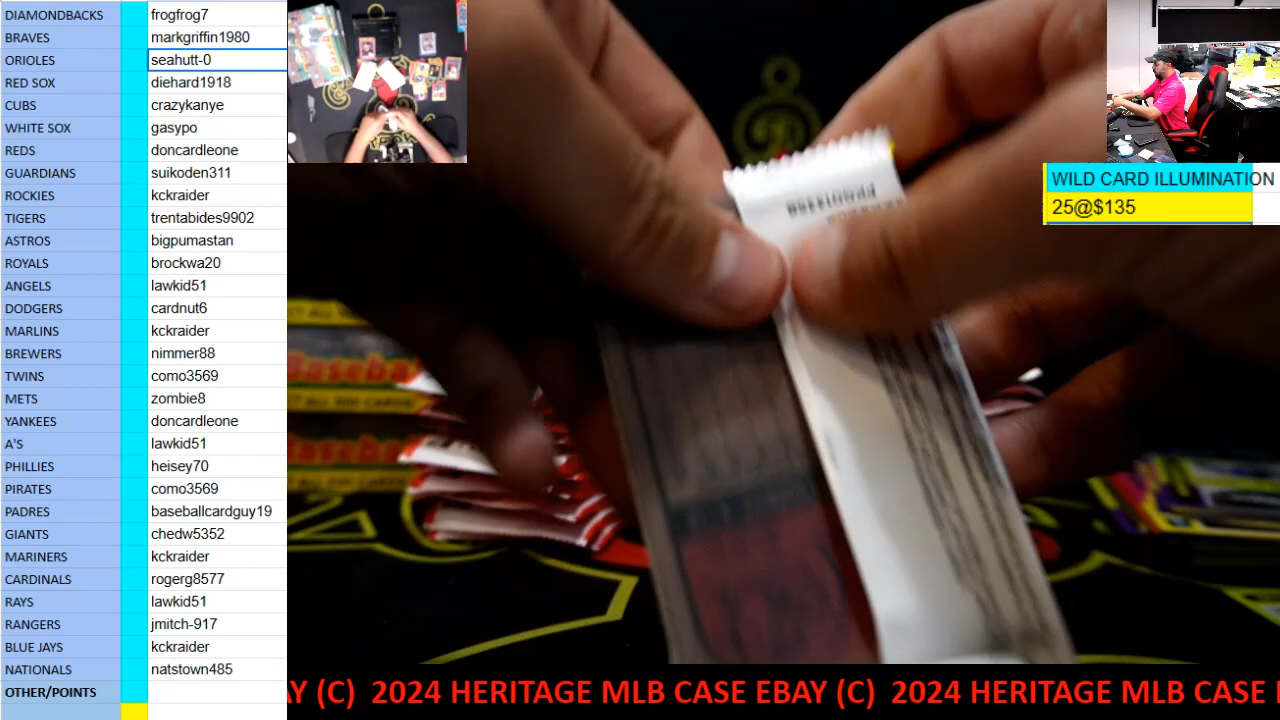 DIAMONDBACKS frogfrog7
BRAVES markgriffin1980
ORIOLES seahutt-0
RED SOX diehard1918
CUBS crazykanye
WHITE SOX gasypo
REDS doncardleone
GUARDIANS suikoden311
ROCKIES kckraider
TIGERS trentabides9902
ASTROS bigpumastan
ROYALS brockwa20
ANGELS lawkid51
DODGERS cardnut6
MARLINS kckraider
BREWERS nimmer88
TWINS como3569
METS zombie8
YANKEES doncardleone
A'S lawkid51
PHILLIES heisey70
PIRATES como3569
PADRES baseballcardguy19
GIANTS chedw5352
MARINERS kckraider
CARDINALS rogerg8577
RAYS lawkid51
RANGERS jmitch-917
BLUE JAYS kckraider
NATIONALS natstown485
OTHER/POINTS
WILD CARD ILLUMINATION
25@$135
AY (C) 2024 HERITAGE MLB CASE EBAY (C) 2024 HERITAGE MLB CASE E